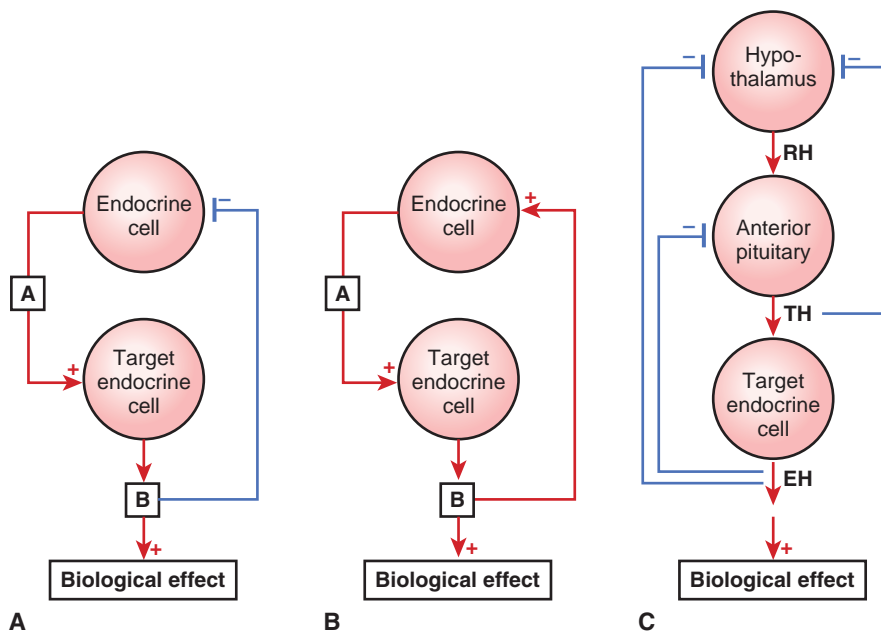 Endocrine
cell
–
A
+
Target
endocrine
cell
B
+
Biological effect
A
+
Endocrine
cell
A
+
Target
endocrine
cell
B
+
Biological effect
B
–
Hypo-
thalamus
–
RH
–
Anterior
pituitary
TH
Target
endocrine
cell
EH
+
Biological effect
C